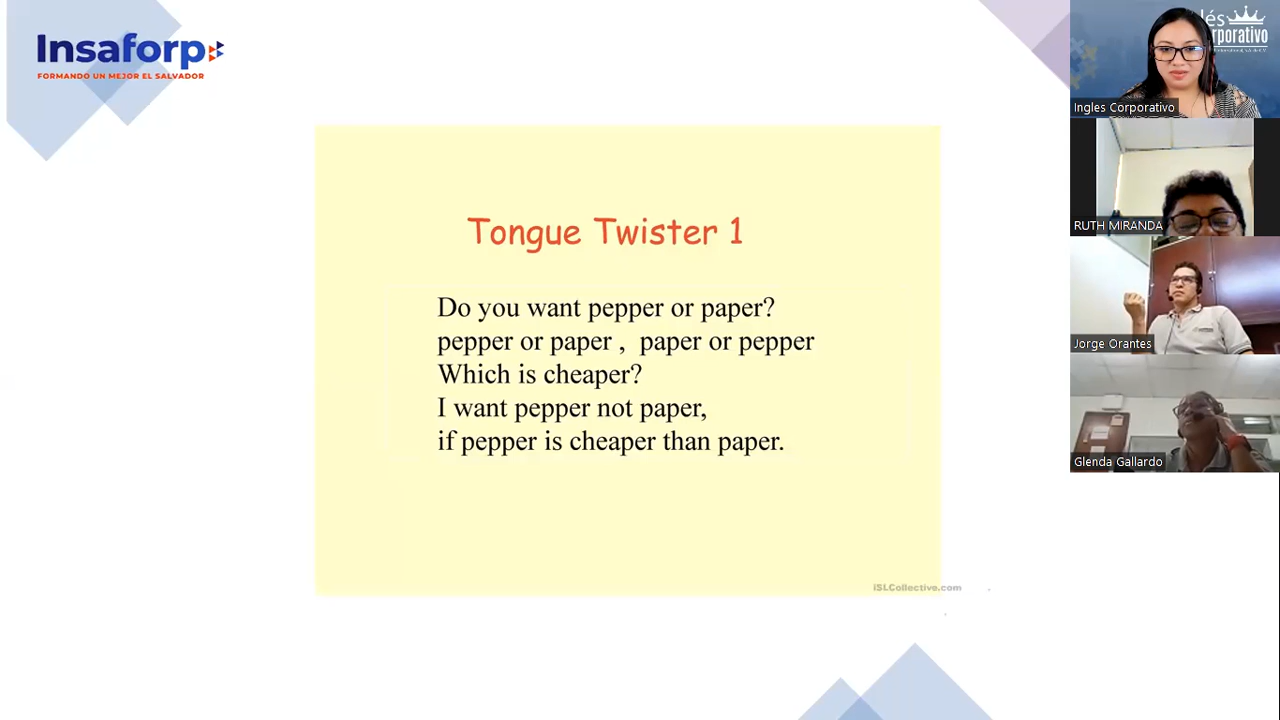 Insaforp
FORMANDO UN MEJOR EL SALVADOR
Tongue Twister 1
Do you want pepper or paper?
pepper or paper , paper or pepper
Which is cheaper?
I want pepper not paper,
if pepper is cheaper than paper.
iSLCollective.com
Ingles Corporativo
RUTH MIRANDA
Jorge Orantes
Glenda Gallardo